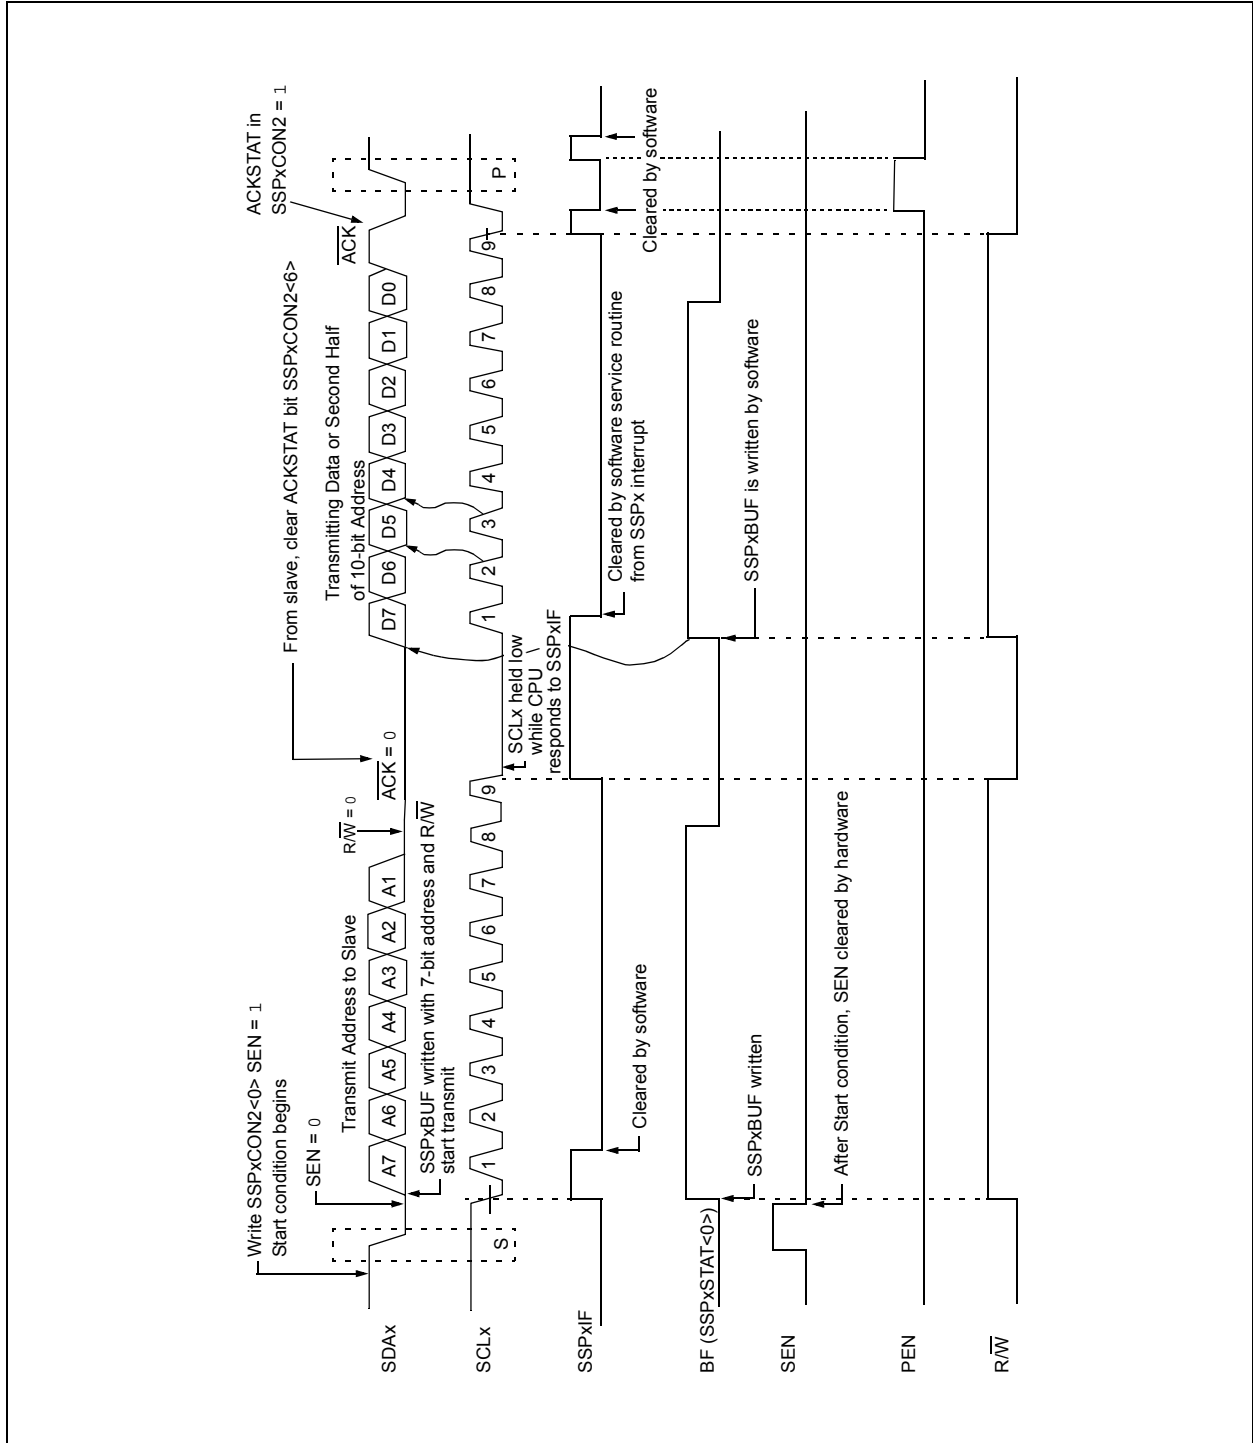 Write SSPxCON2<0> SEN = 1
Start condition begins
SEN = 0
From slave, clear ACKSTAT bit SSPxCON2<6>
ACKSTAT in
SSPxCON2 = 1
Transmit Address to Slave
R/W = 0
ACK = 0
Transmitting Data or Second Half
of 10-bit Address
ACK
SDAx
A7 A6 A5 A4 A3 A2 A1
D7 D6 D5 D4 D3 D2 D1 D0
SSPxBUF written with 7-bit address and R/W
start transmit
SCLx
S
1 2 3 4 5 6 7 8 9
1 2 3 4 5 6 7 8 9
P
SCLx held low
while CPU
responds to SSPxIF
SSPxIF
Cleared by software
Cleared by software service routine
from SSPx interrupt
Cleared by software
BF (SSPxSTAT<0>)
SSPxBUF written
SSPxBUF is written by software
SEN
After Start condition, SEN cleared by hardware
PEN
R/W